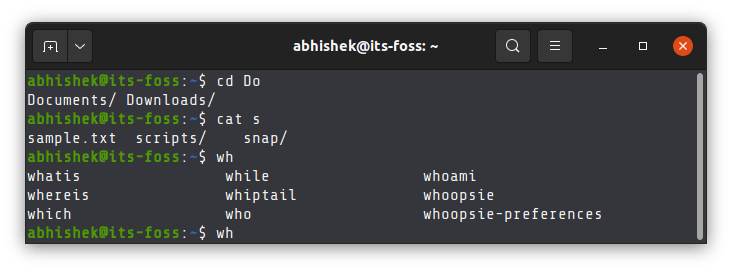 abhishek@its-foss: ~
abhishek@its-foss:~$ cd Do
Documents/ Downloads/
abhishek@its-foss:~$ cat s
sample.txt  scripts/    snap/
abhishek@its-foss:~$ wh
whatis                while                 whoami
whereis               whiptail              whoopsie
which                 who                   whoopsie-preferences
abhishek@its-foss:~$ wh